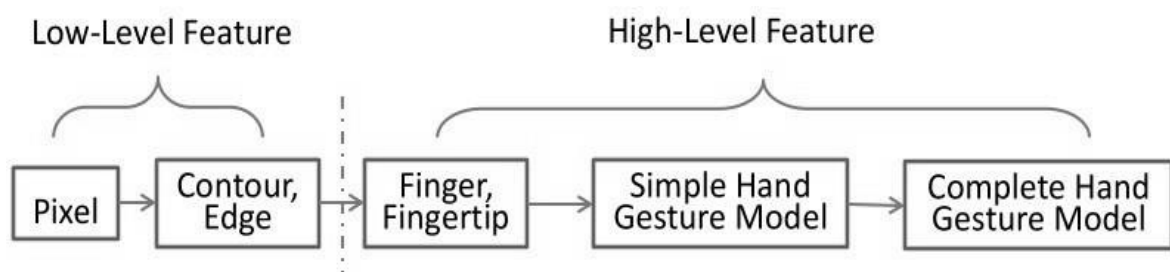 Low-Level Feature
High-Level Feature
Pixel
Contour,
Edge
Finger,
Fingertip
Simple Hand
Gesture Model
Complete Hand
Gesture Model